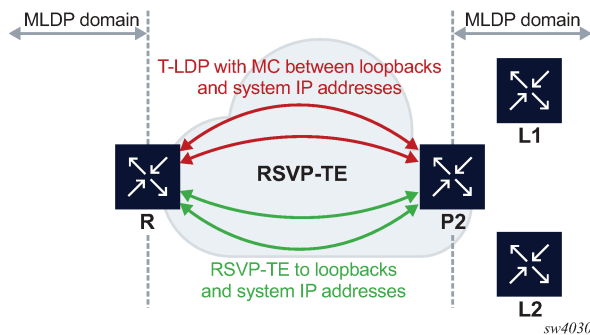 MLDP domain
MLDP domain
T-LDP with MC between loopbacks
and system IP addresses
L1
RSVP-TE
R
P2
RSVP-TE to loopbacks
and system IP addresses
L2
sw4030